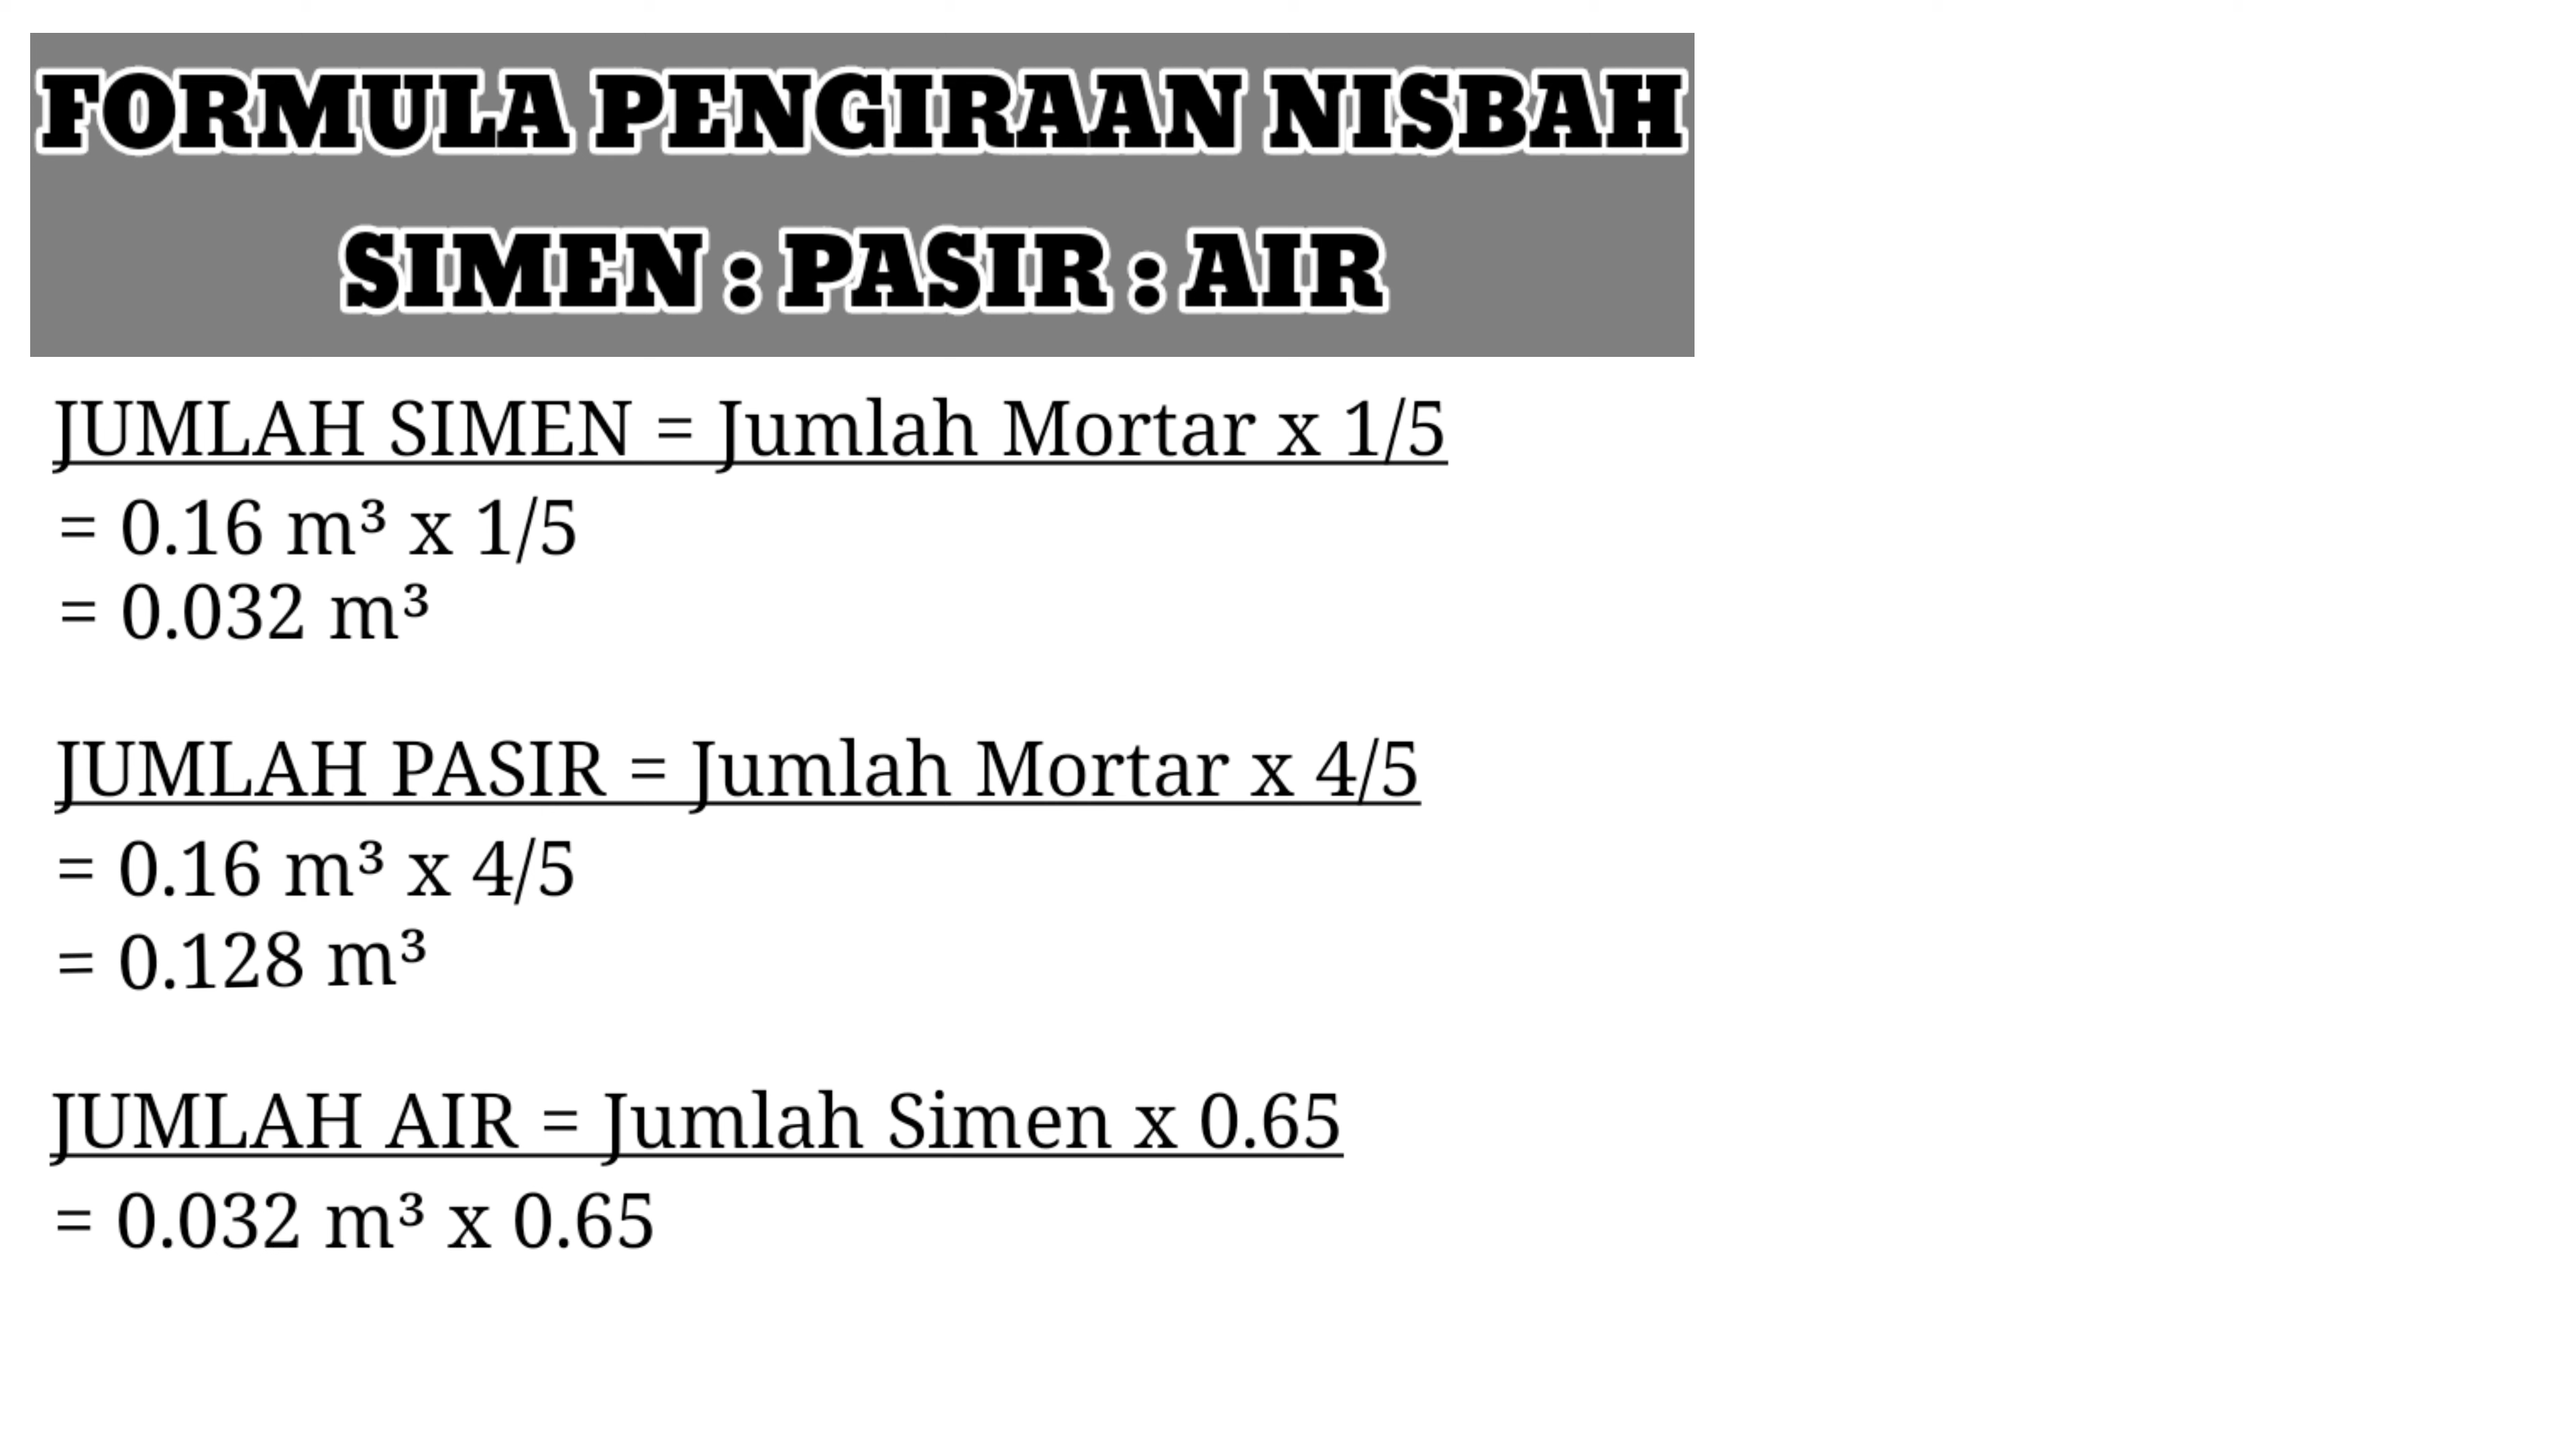 FORMULA PENGIRAAN NISBAH
SIMEN : PASIR : AIR
JUMLAH SIMEN = Jumlah Mortar x 1/5
= 0.16 m³ x 1/5
= 0.032 m³
JUMLAH PASIR = Jumlah Mortar x 4/5
= 0.16 m³ x 4/5
= 0.128 m³
JUMLAH AIR = Jumlah Simen x 0.65
= 0.032 m³ x 0.65